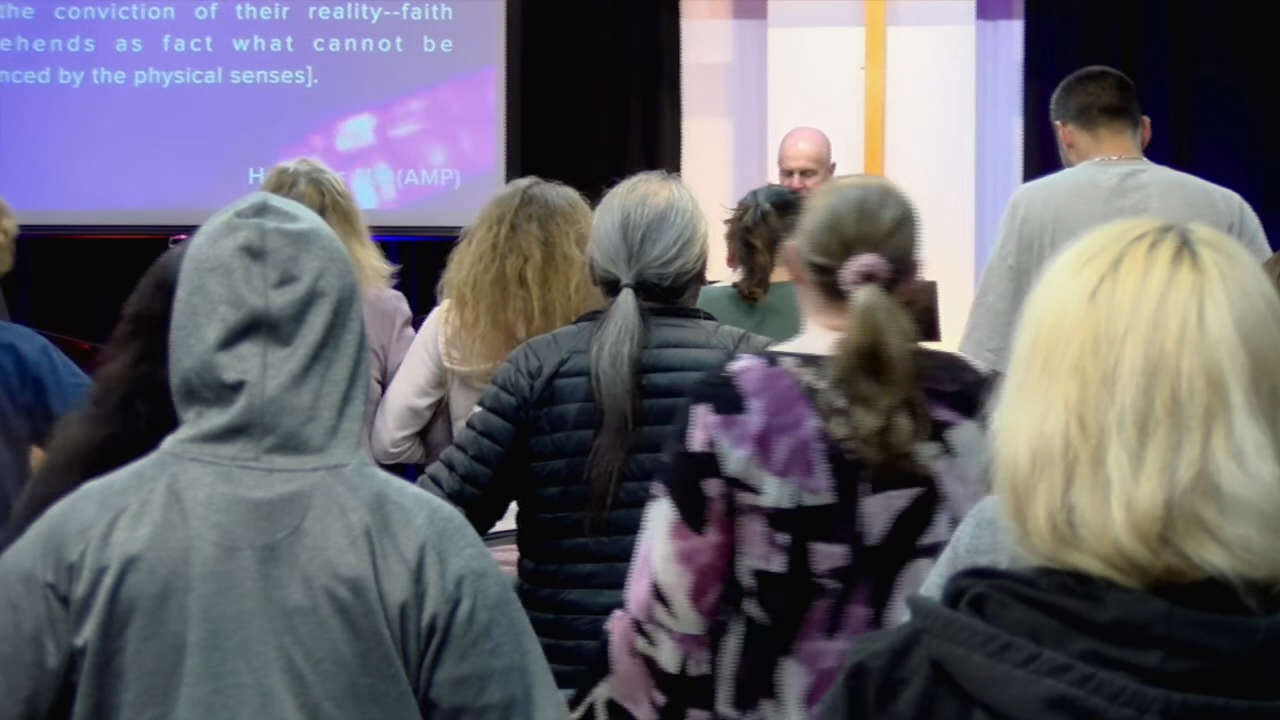 the conviction of their reality--faith
ehends as fact what cannot be
nced by the physical senses].
(AMP)